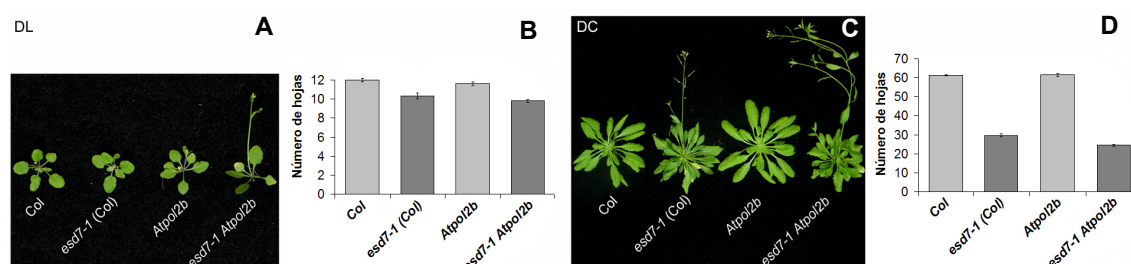 DL
A
Col
esd7-1 (Col)
Atpol2b
esd7-1 Atpol2b
B
Número de hojas
12
10
8
6
4
2
0
Col
esd7-1 (Col)
Atpol2b
esd7-1 Atpol2b
DC
C
Col
esd7-1 (Col)
Atpol2b
esd7-1 Atpol2b
D
Número de hojas
70
60
50
40
30
20
10
0
Col
esd7-1 (Col)
Atpol2b
esd7-1 Atpol2b